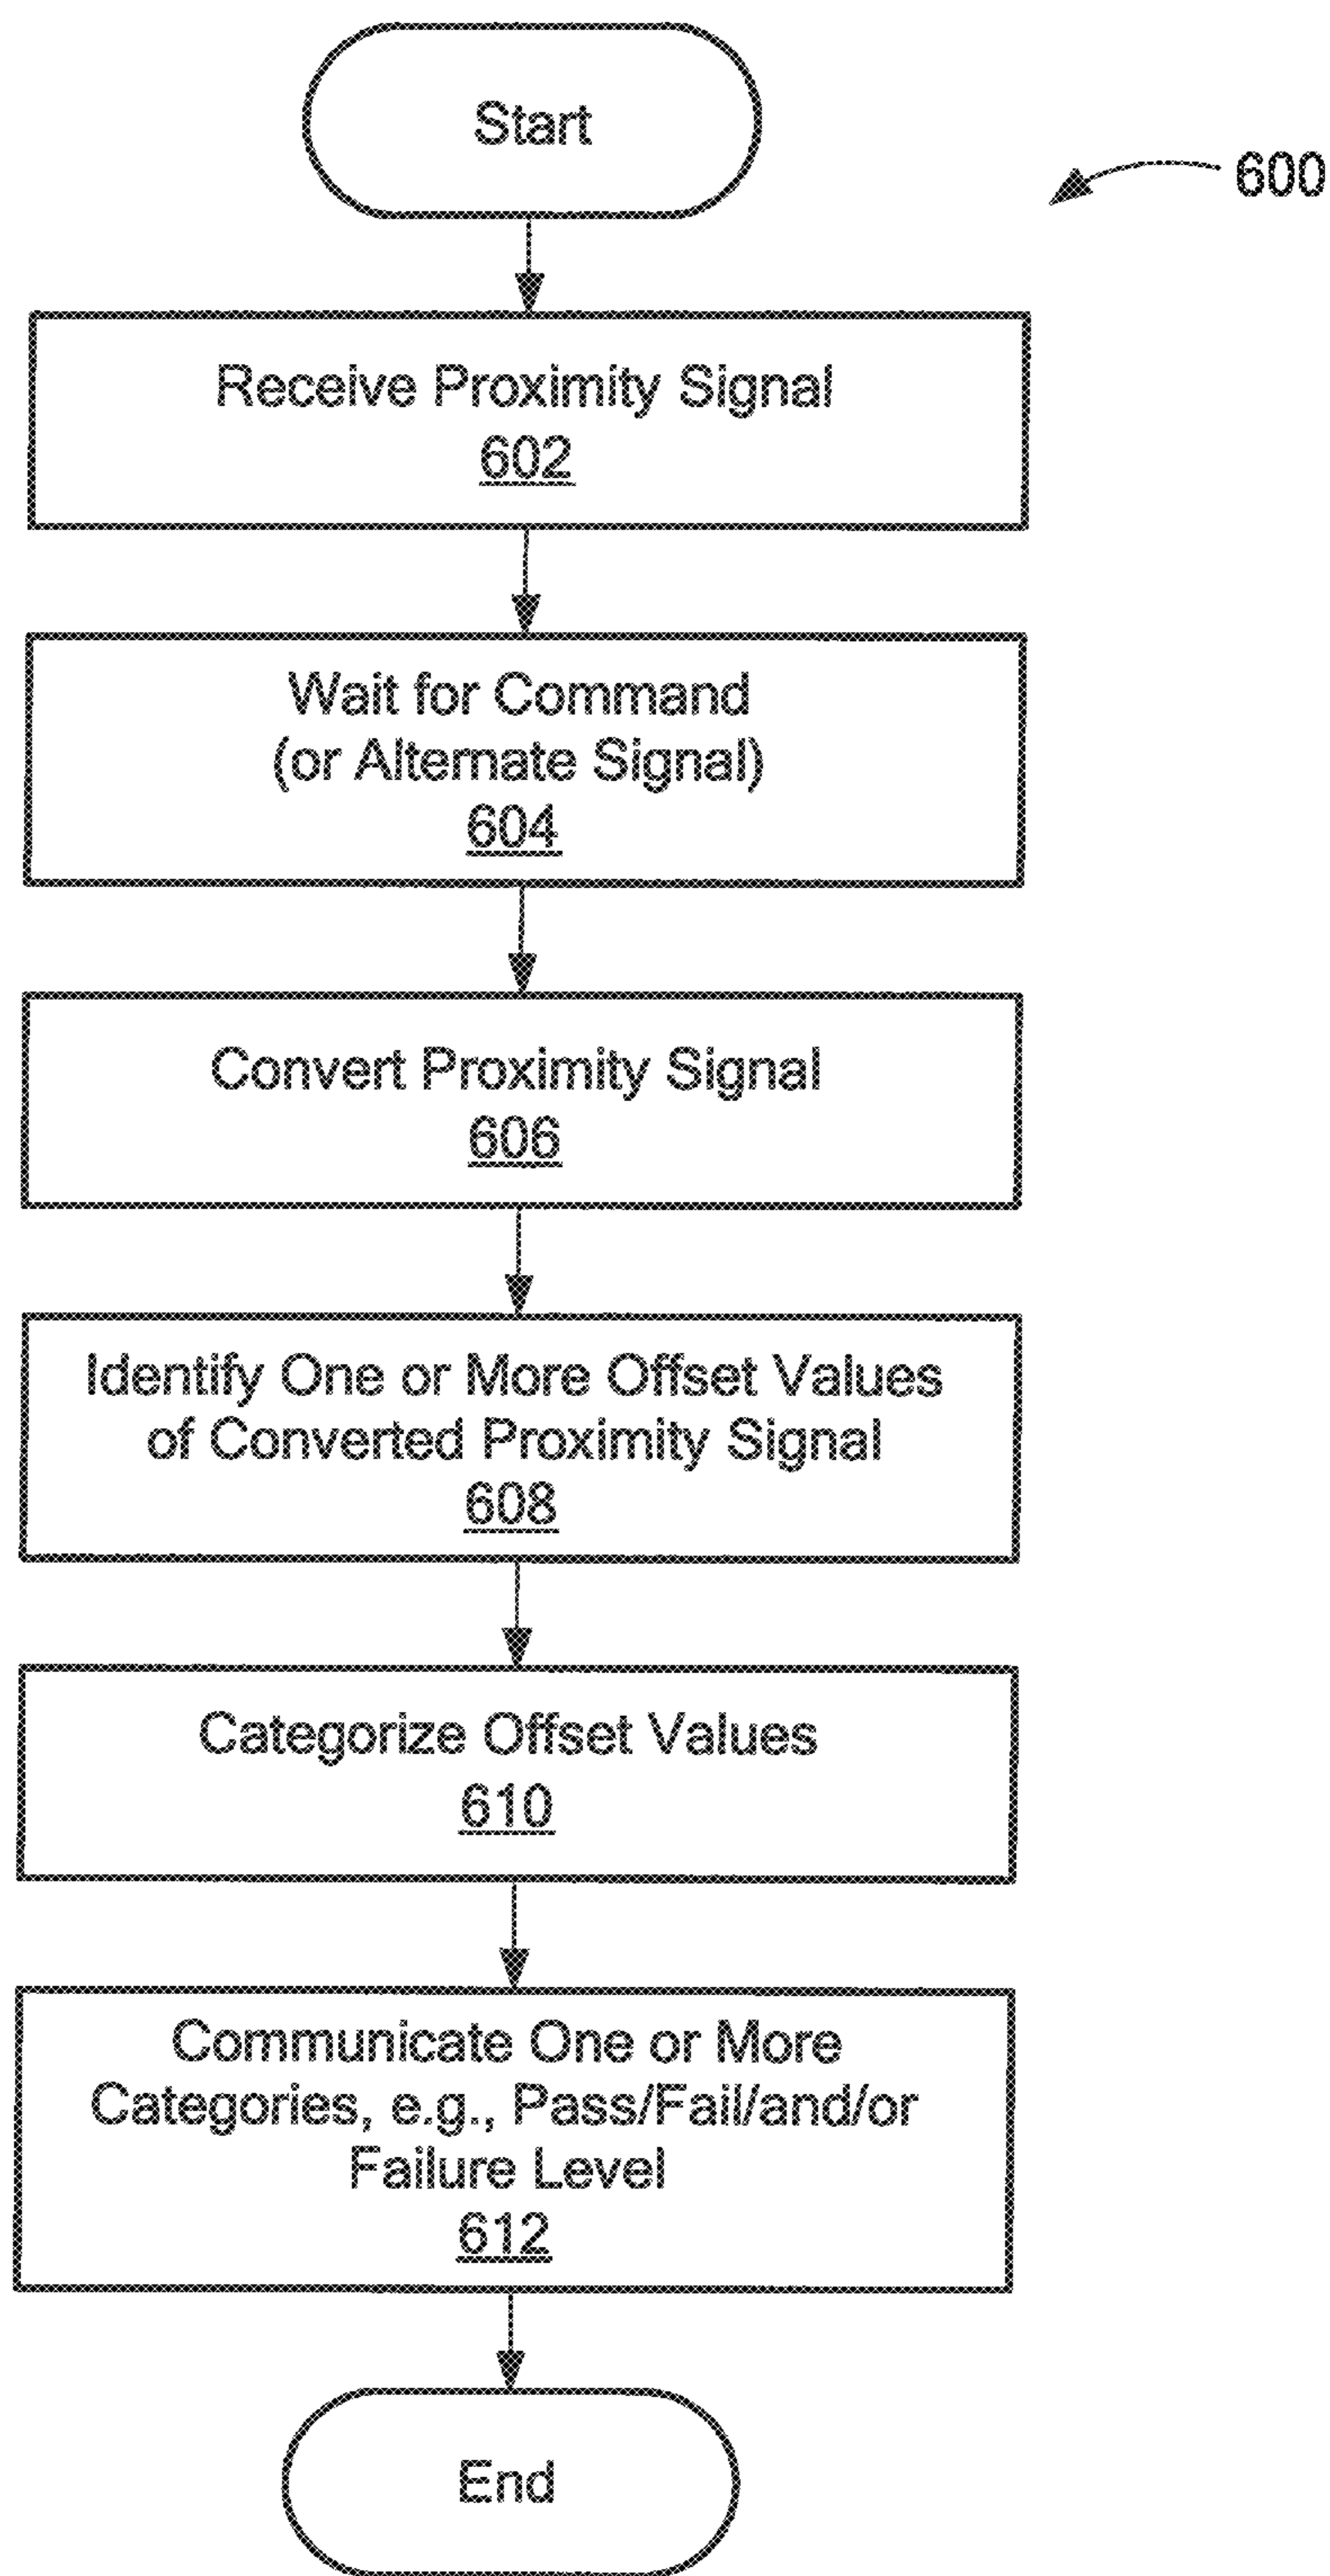 Start
600
Receive Proximity Signal
602
Wait for Command
(or Alternate Signal)
604
Convert Proximity Signal
606
Identify One or More Offset Values
of Converted Proximity Signal
608
Categorize Offset Values
610
Communicate One or More
Categories, e.g., Pass/Fail/and/or
Failure Level
612
End